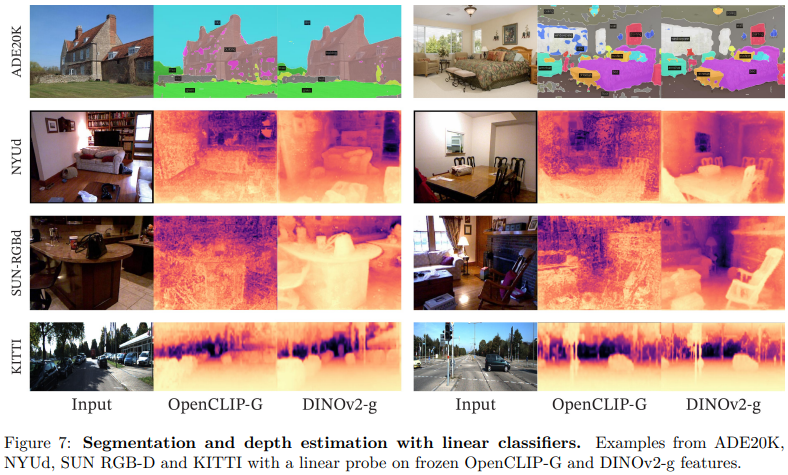 ADE20K
NYUd
SUN-RGBd
KITTI
Input OpenCLIP-G DINOv2-g Input OpenCLIP-G DINOv2-g
Figure 7: Segmentation and depth estimation with linear classifiers. Examples from ADE20K,
NYUd, SUN RGB-D and KITTI with a linear probe on frozen OpenCLIP-G and DINOv2-g features.